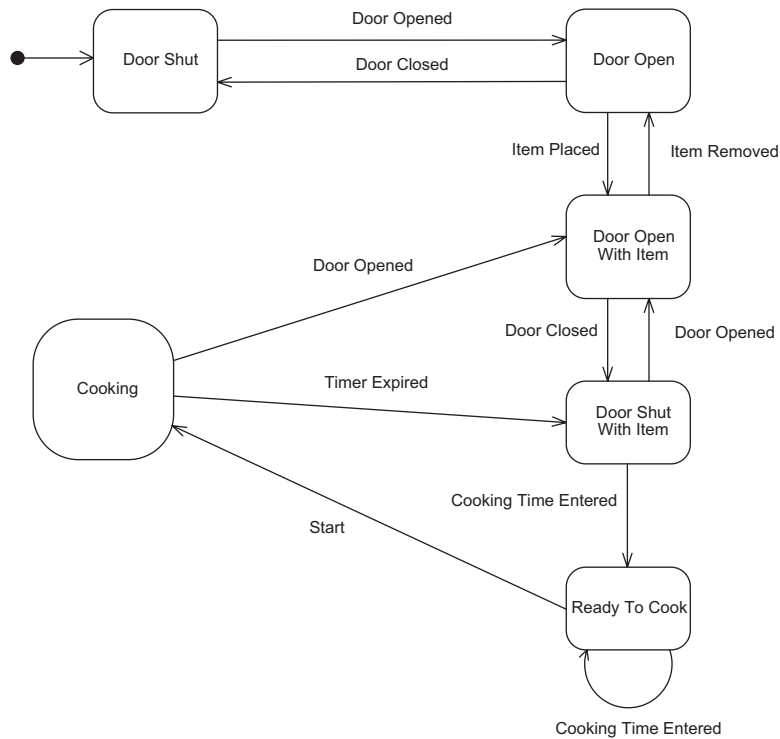 Door Opened
Door Shut
Door Open
Door Closed
Item Placed
Item Removed
Door Open
With Item
Door Opened
Door Closed
Door Opened
Cooking
Timer Expired
Door Shut
With Item
Cooking Time Entered
Start
Ready To Cook
Cooking Time Entered